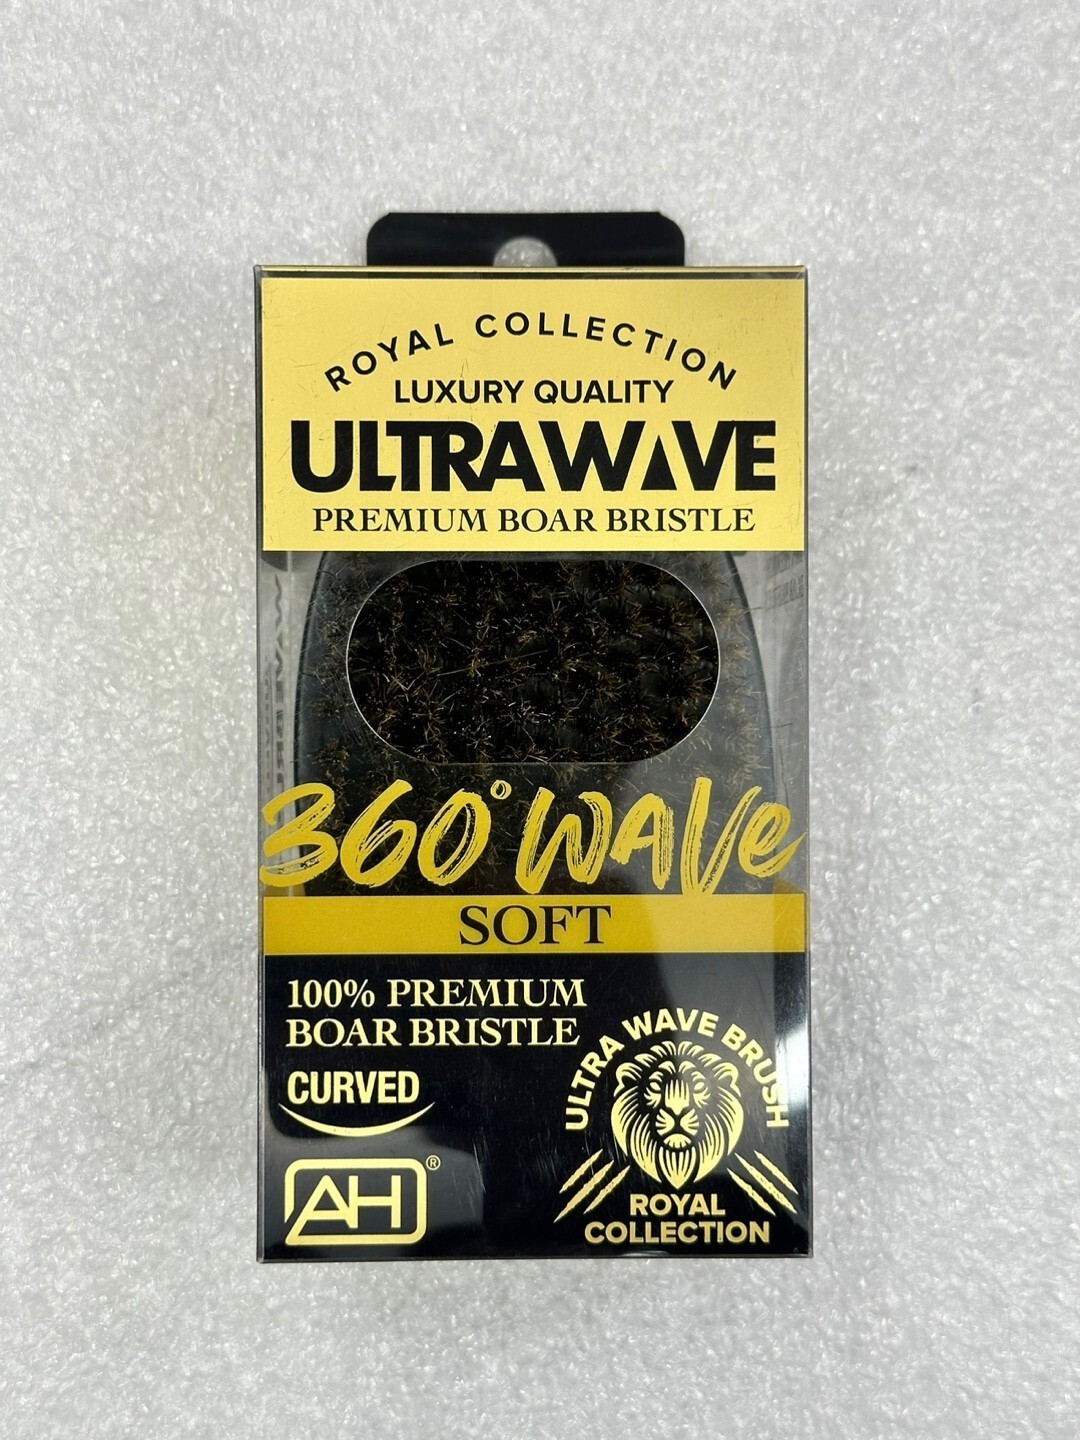 ROYAL COLLECTION
LUXURY QUALITY
ULTRAWAVE
PREMIUM BOAR BRISTLE
360° WAVE
SOFT
100% PREMIUM
BOAR BRISTLE
CURVED
AH®
ULTRA WAVE BRUSH
ROYAL
COLLECTION